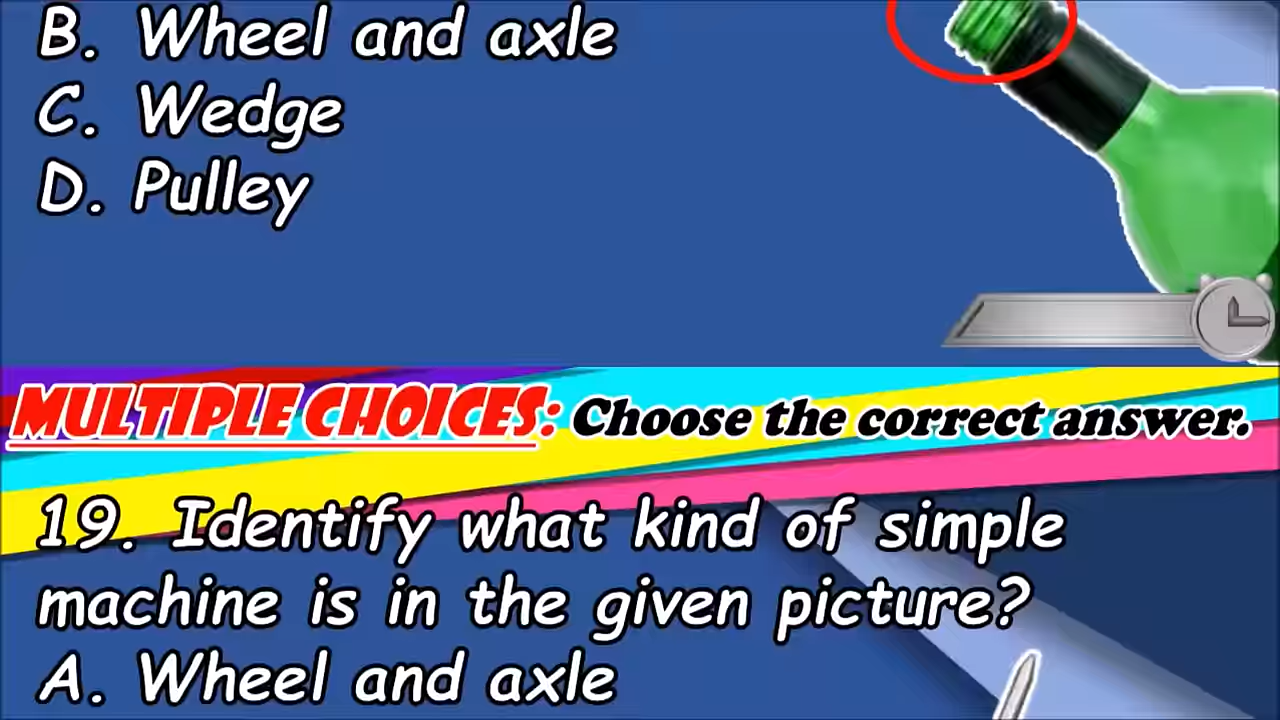 B. Wheel and axle
C. Wedge
D. Pulley
MULTIPLE CHOICES: Choose the correct answer.
19. Identify what kind of simple
machine is in the given picture?
A. Wheel and axle